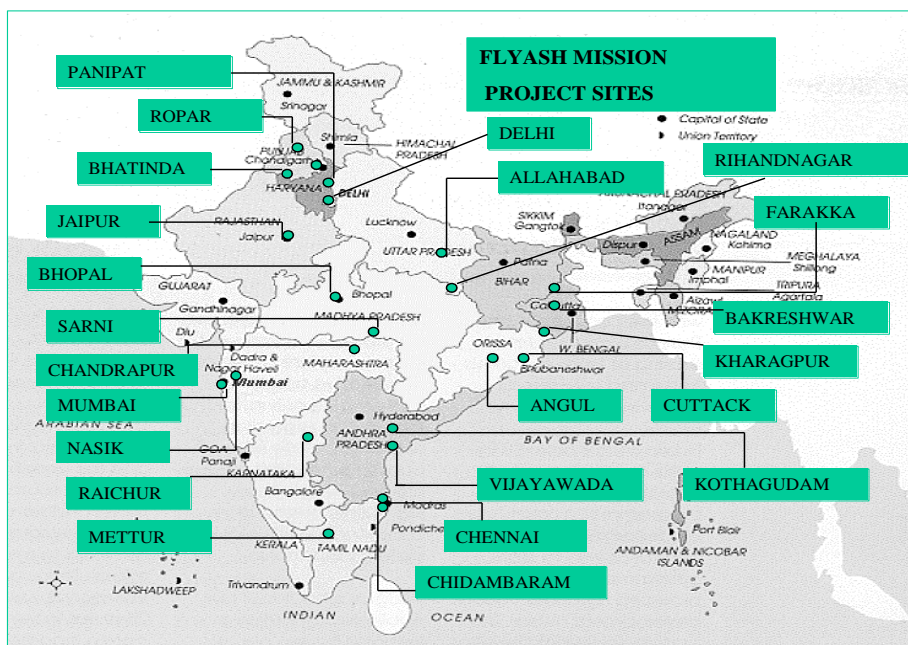 FLYASH MISSION
PROJECT SITES
PANIPAT
JAMMU & KASHMIR
Srinagar
Capital of State
Union Territory
ROPAR
DELHI
Shimla
HIMACHAL
PRADESH
PUNJAB
Chandigarh
RIHANDNAGAR
BHATINDA
HARYANA
DELHI
ALLAHABAD
ARUNACHAL PRADESH
Itanagar
FARAKKA
JAIPUR
RAJASTHAN
Jaipur
Lucknow
UTTAR PRADESH
SIKKIM
Gangtok
ASSAM
Dispur
NAGALAND
Kohima
MEGHALAYA
Shillong
BHOPAL
Patna
BIHAR
MANIPUR
Imphal
TRIPURA
Agartala
GUJARAT
Gandhinagar
Bhopal
MADHYA PRADESH
Aizawl
BAKRESHWAR
SARNI
Diu
Dadra &
Nagar Haveli
MAHARASHTRA
ORISSA
W. BENGAL
Bhubaneshwar
KHARAGPUR
CHANDRAPUR
Mumbai
MUMBAI
ANGUL
CUTTACK
ARABIAN SEA
Hyderabad
ANDHRA
PRADESH
BAY OF BENGAL
NASIK
GOA
Panaji
KARNATAKA
VIJAYAWADA
KOTHAGUDAM
RAICHUR
Bangalore
Madras
METTUR
Pondiche
CHENNAI
Port Blair
KERALA
TAMIL NADU
ANDAMAN & NICOBAR
ISLANDS
CHIDAMBARAM
LAKSHADWEEP
Trivandrum
INDIAN
OCEAN